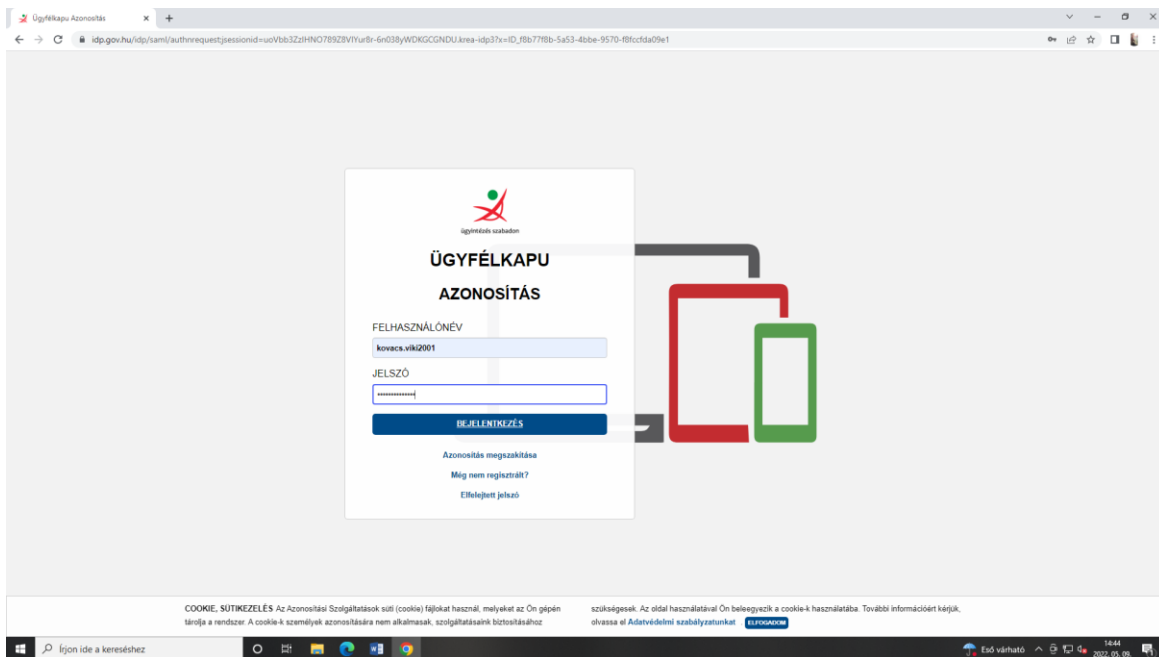 Ügyfélkapu Azonosítás
idp.gov.hu/idp/saml/authnrequest;jsessionid=uoVbb3ZzlHNO789Z8VIYur8r-6n038yWDKGCGNDU.krea-idp3?x=ID_f8b77f8b-5a53-4bbe-9570-f8fccfda09e1
ügyintézés szabadon
ÜGYFÉLKAPU
AZONOSÍTÁS
FELHASZNÁLÓNÉV
kovacs.viki2001
JELSZÓ
BEJELENTKEZÉS
Azonosítás megszakítása
Még nem regisztrált?
Elfelejtett jelszó
COOKIE, SÜTIKEZELÉS Az Azonosítási Szolgáltatások süti (cookie) fájlokat használ, melyeket az Ön gépén
tárolja a rendszer. A cookie-k személyek azonosítására nem alkalmasak, szolgáltatásaink biztosításához
szükségesek. Az oldal használatával Ön beleegyezik a cookie-k használatába. További információért kérjük,
olvassa el Adatvédelmi szabályzatunkat . ELFOGADOM
Írjon ide a kereséshez
Eső várható
14:44
2022. 05. 09.